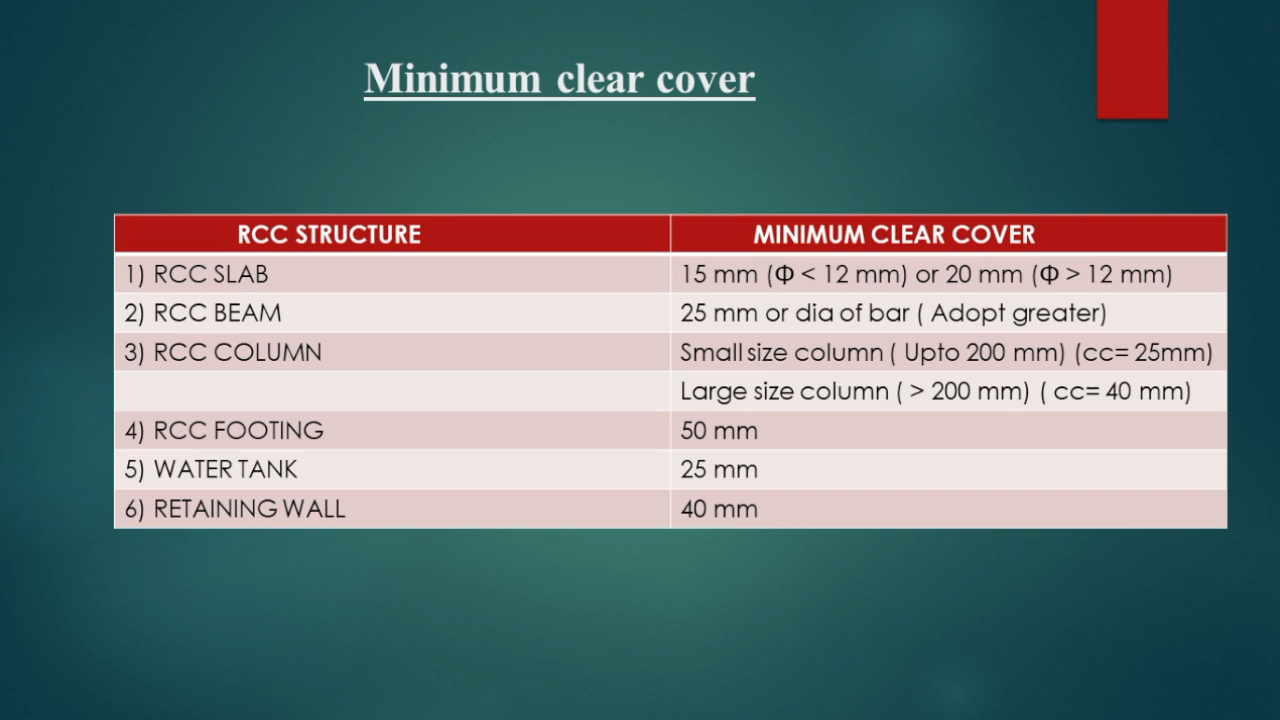 Minimum clear cover
RCC STRUCTURE MINIMUM CLEAR COVER
1) RCC SLAB 15 mm (Φ < 12 mm) or 20 mm (Φ > 12 mm)
2) RCC BEAM 25 mm or dia of bar ( Adopt greater)
3) RCC COLUMN Small size column ( Upto 200 mm) (cc= 25mm)
Large size column ( > 200 mm) ( cc= 40 mm)
4) RCC FOOTING 50 mm
5) WATER TANK 25 mm
6) RETAINING WALL 40 mm